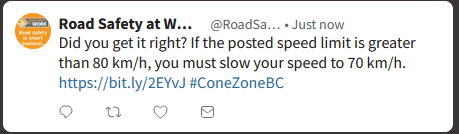 WORK
Road safety
is smart
business.
Road Safety at W... @RoadSa... • Just now
Did you get it right? If the posted speed limit is greater
than 80 km/h, you must slow your speed to 70 km/h.
https://bit.ly/2EYvJ #ConeZoneBC